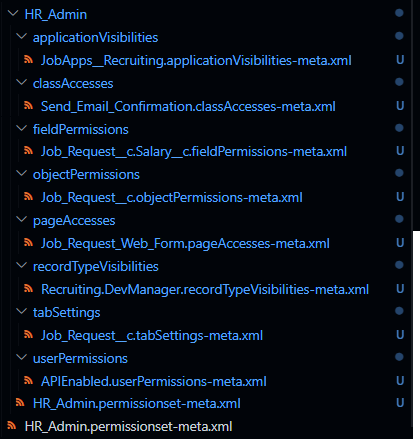 HR_Admin
applicationVisibilities
JobApps__Recruiting.applicationVisibilities-meta.xml U
classAccesses
Send_Email_Confirmation.classAccesses-meta.xml U
fieldPermissions
Job_Request__c.Salary__c.fieldPermissions-meta.xml U
objectPermissions
Job_Request__c.objectPermissions-meta.xml U
pageAccesses
Job_Request_Web_Form.pageAccesses-meta.xml U
recordTypeVisibilities
Recruiting.DevManager.recordTypeVisibilities-meta.xml U
tabSettings
Job_Request__c.tabSettings-meta.xml U
userPermissions
APIEnabled.userPermissions-meta.xml U
HR_Admin.permissionset-meta.xml U
HR_Admin.permissionset-meta.xml